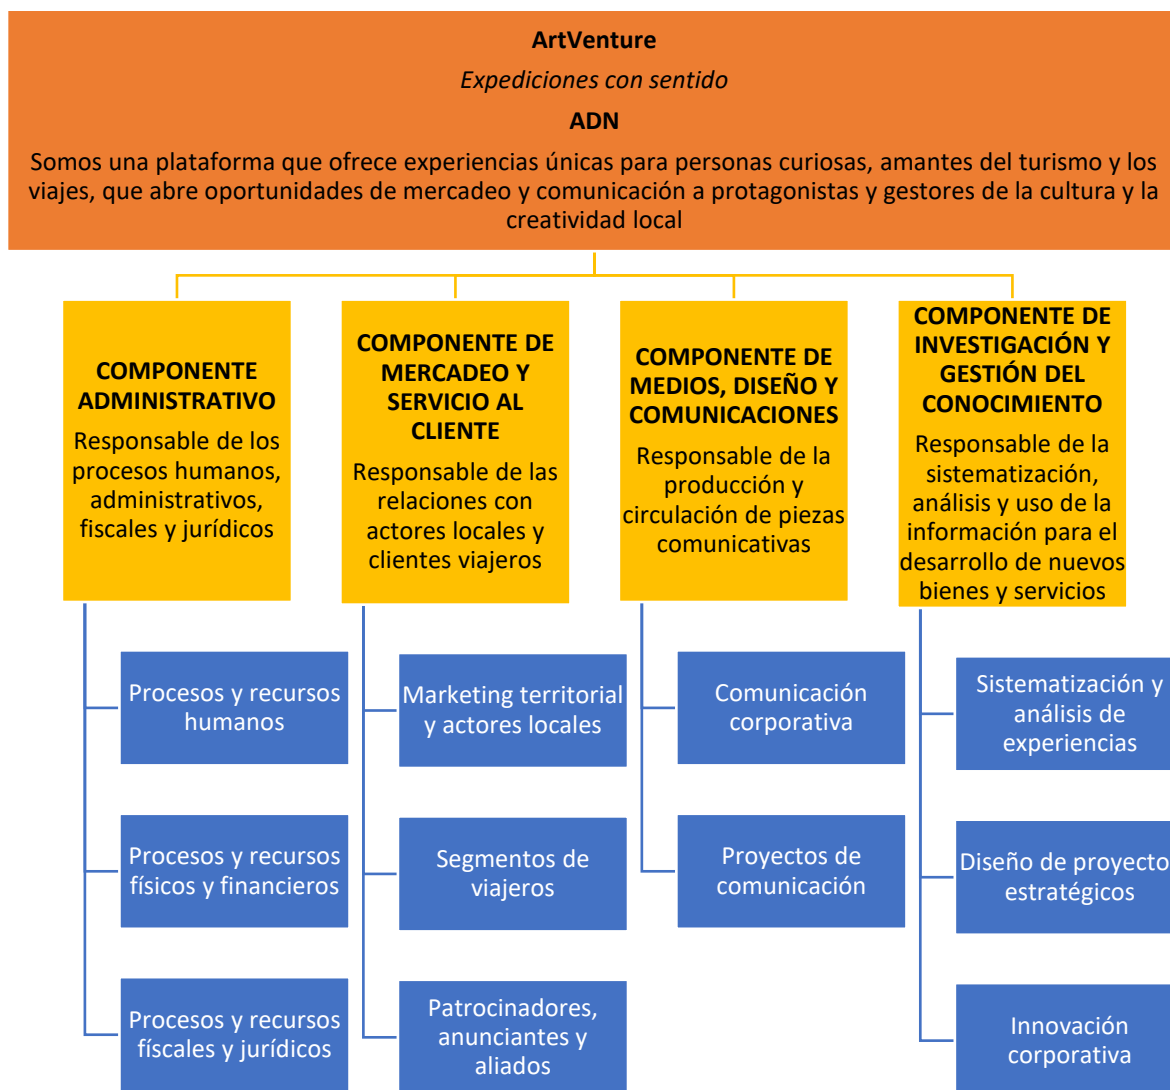 ArtVenture
Expediciones con sentido
ADN
Somos una plataforma que ofrece experiencias únicas para personas curiosas, amantes del turismo y los
viajes, que abre oportunidades de mercadeo y comunicación a protagonistas y gestores de la cultura y la
creatividad local
COMPONENTE
ADMINISTRATIVO
Responsable de los
procesos humanos,
administrativos,
fiscales y jurídicos
Procesos y recursos
humanos
Procesos y recursos
físicos y financieros
Procesos y recursos
físcales y jurídicos
COMPONENTE DE
MERCADEO Y
SERVICIO AL
CLIENTE
Responsable de las
relaciones con
actores locales y
clientes viajeros
Marketing territorial
y actores locales
Segmentos de
viajeros
Patrocinadores,
anunciantes y
aliados
COMPONENTE DE
MEDIOS, DISEÑO Y
COMUNICACIONES
Responsable de la
producción y
circulación de piezas
comunicativas
Comunicación
corporativa
Proyectos de
comunicación
COMPONENTE DE
INVESTIGACIÓN Y
GESTIÓN DEL
CONOCIMIENTO
Responsable de la
sistematización,
análisis y uso de la
información para el
desarrollo de nuevos
bienes y servicios
Sistematización y
análisis de
experiencias
Diseño de proyecto
estratégicos
Innovación
corporativa